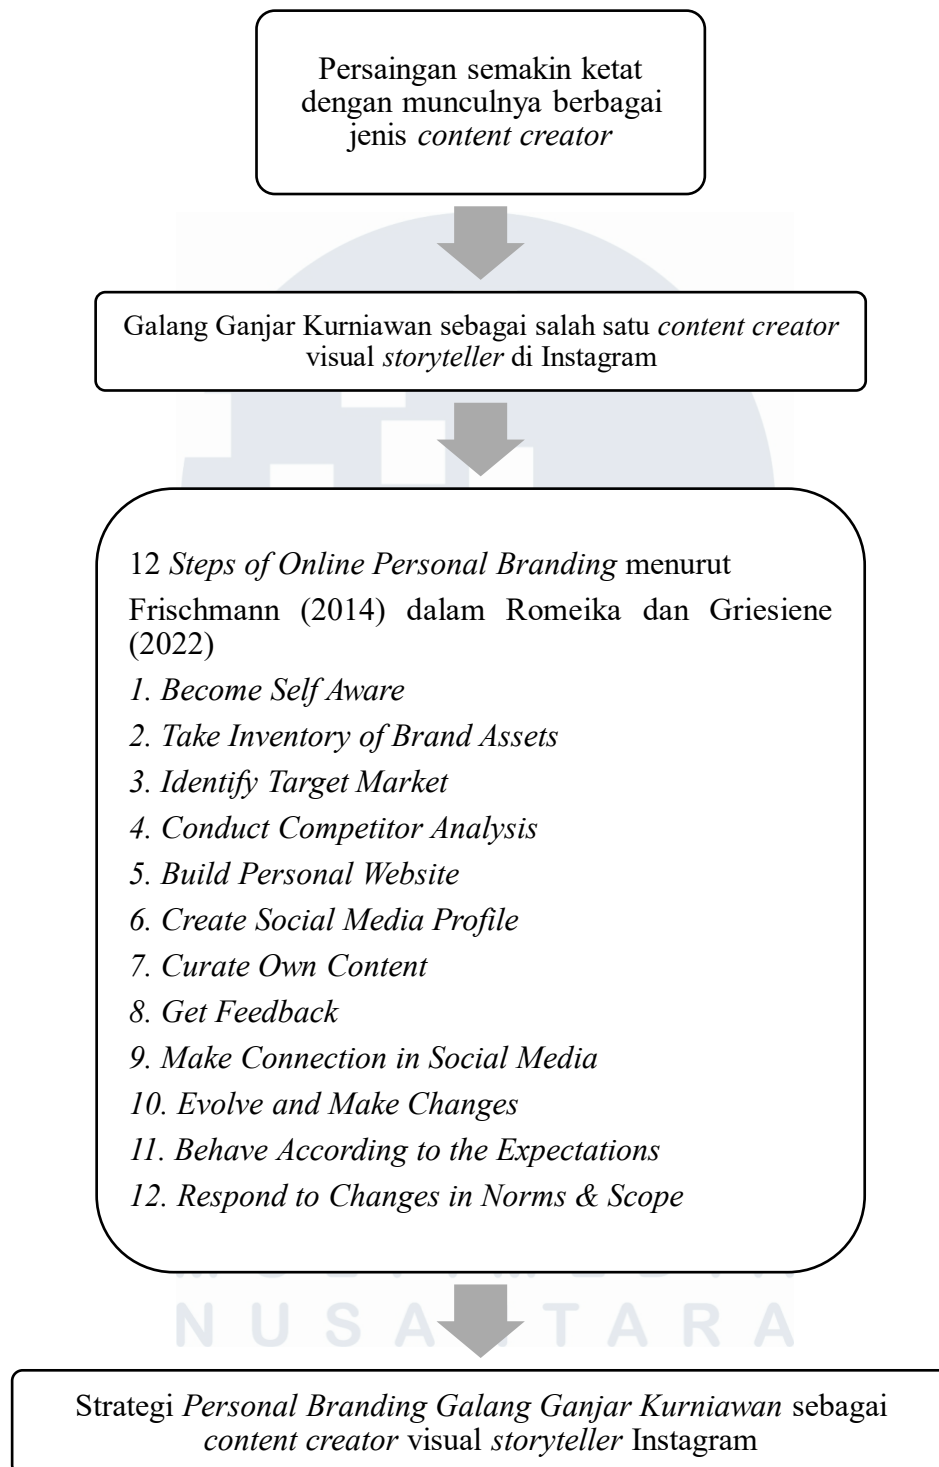 Persaingan semakin ketat
dengan munculnya berbagai
jenis content creator
Galang Ganjar Kurniawan sebagai salah satu content creator
visual storyteller di Instagram
12 Steps of Online Personal Branding menurut
Frischmann (2014) dalam Romeika dan Griesiene
(2022)
1. Become Self Aware
2. Take Inventory of Brand Assets
3. Identify Target Market
4. Conduct Competitor Analysis
5. Build Personal Website
6. Create Social Media Profile
7. Curate Own Content
8. Get Feedback
9. Make Connection in Social Media
10. Evolve and Make Changes
11. Behave According to the Expectations
12. Respond to Changes in Norms & Scope
Strategi Personal Branding Galang Ganjar Kurniawan sebagai
content creator visual storyteller Instagram